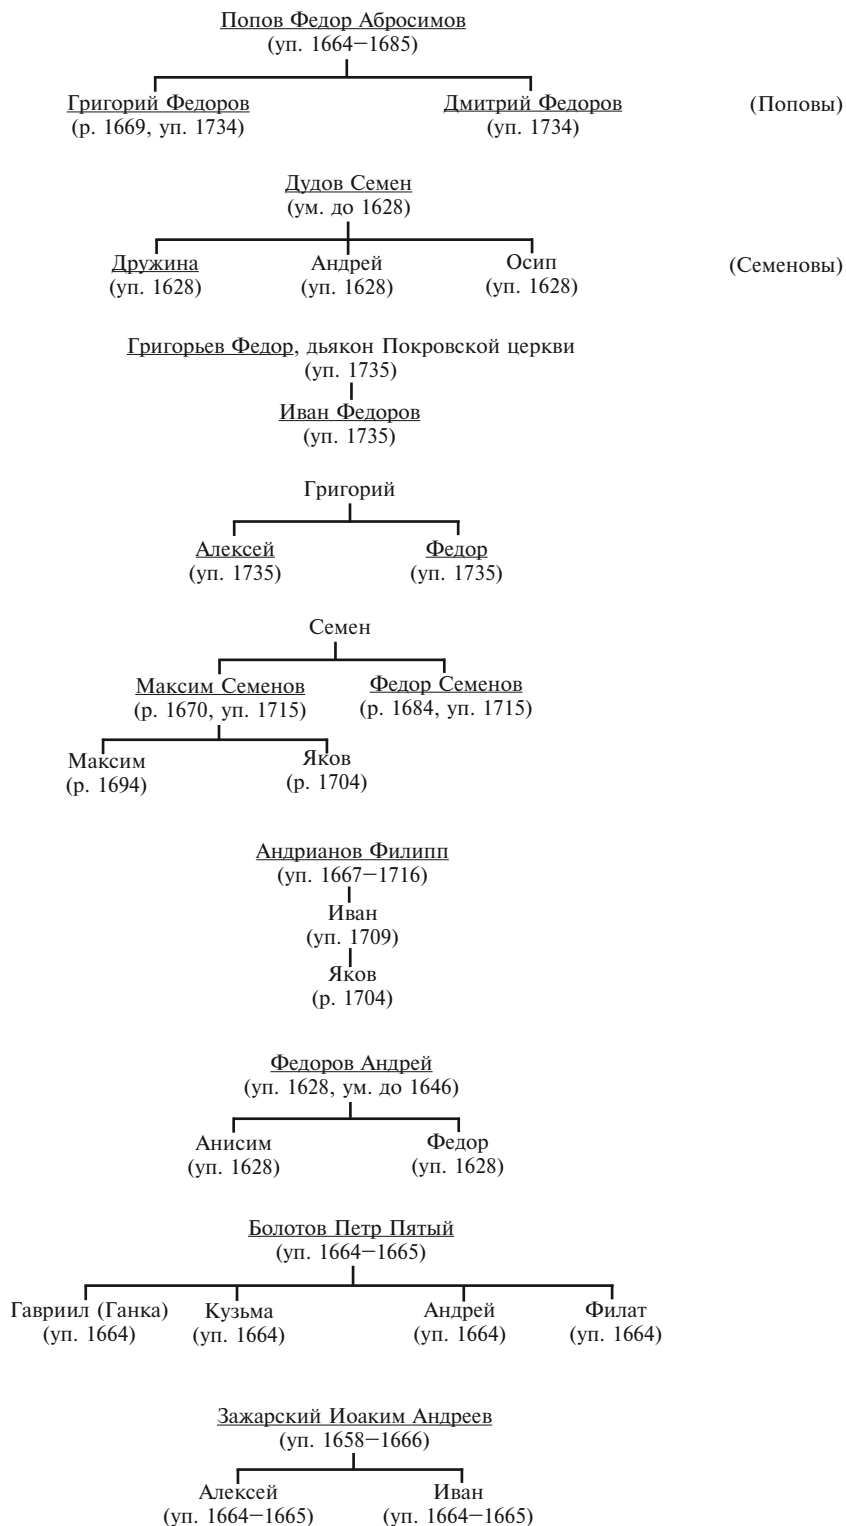 Попов Федор Абросимов
(уп. 1664—1685)
Григорий Федоров Дмитрий Федоров (Поповы)
(р. 1669, уп. 1734) (уп. 1734)
Дудов Семен
(ум. до 1628)
Дружина Андрей Осип (Семеновы)
(уп. 1628) (уп. 1628) (уп. 1628)
Григорьев Федор, дьякон Покровской церкви
(уп. 1735)
Иван Федоров
(уп. 1735)
Григорий
Алексей Федор
(уп. 1735) (уп. 1735)
Семен
Максим Семенов Федор Семенов
(р. 1670, уп. 1715) (р. 1684, уп. 1715)
Максим Яков
(р. 1694) (р. 1704)
Андрианов Филипп
(уп. 1667—1716)
Иван
(уп. 1709)
Яков
(р. 1704)
Федоров Андрей
(уп. 1628, ум. до 1646)
Анисим Федор
(уп. 1628) (уп. 1628)
Болотов Петр Пятый
(уп. 1664—1665)
Гавриил (Ганка) Кузьма Андрей Филат
(уп. 1664) (уп. 1664) (уп. 1664) (уп. 1664)
Зажарский Иоаким Андреев
(уп. 1658—1666)
Алексей Иван
(уп. 1664—1665) (уп. 1664—1665)